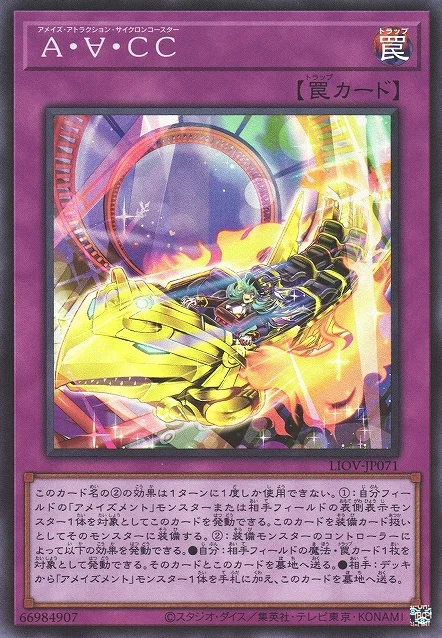 アメイズ・アトラクション・サイクロンコースター
A・∀・CC
トラップ
罠
トラップ
【罠カード】
LIOV-JP071
このカード名の②の効果は1ターンに1度しか使用できない。①:自分フィー
ルドの「アメイズメント」モンスターまたは相手フィールドの表側表示モン
スター1体を対象としてこのカードを発動できる。このカードを装備カード扱い
としてそのモンスターに装備する。②:装備モンスターのコントローラーに
よって以下の効果を発動できる。●自分:相手フィールドの魔法・罠カード1枚を
対象として発動できる。そのカードとこのカードを墓地へ送る。●相手:デッキ
から「アメイズメント」モンスター1体を手札に加え、このカードを墓地へ送る。
66984907
©スタジオ・ダイス/集英社・テレビ東京・KONAMI